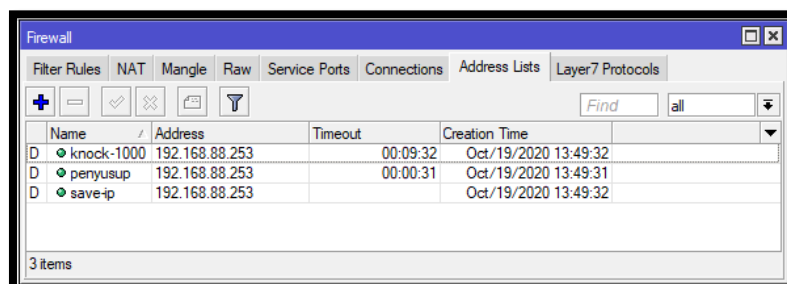 Firewall
Filter Rules NAT Mangle Raw Service Ports Connections Address Lists Layer7 Protocols
Find all
Name Address Timeout Creation Time
D knock-1000 192.168.88.253 00:09:32 Oct/19/2020 13:49:32
D penyusup 192.168.88.253 00:00:31 Oct/19/2020 13:49:31
D save-ip 192.168.88.253 Oct/19/2020 13:49:32
3 items